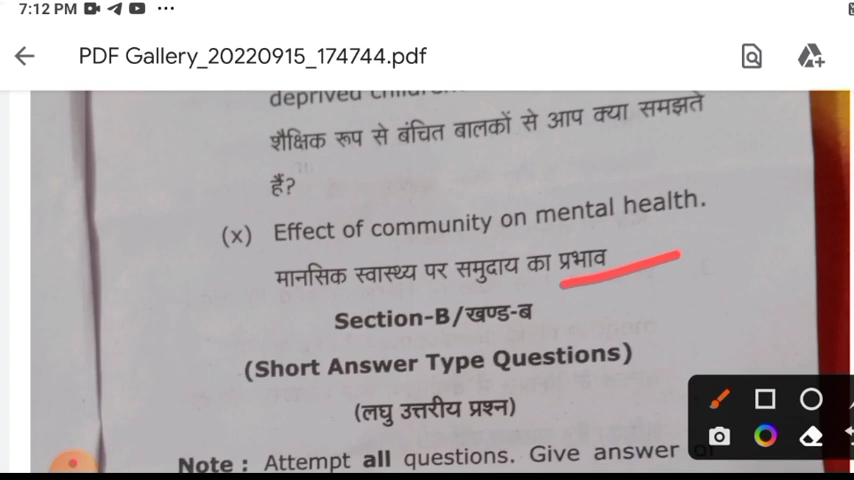 7:12 PM
PDF Gallery_20220915_174744.pdf
deprived
शैक्षिक रूप से बंचित बालकों से आप क्या समझते
हैं?
(x) Effect of community on mental health.
मानसिक स्वास्थ्य पर समुदाय का प्रभाव
Section-B/खण्ड-ब
(Short Answer Type Questions)
(लघु उत्तरीय प्रश्न)
Note : Attempt all questions. Give answer